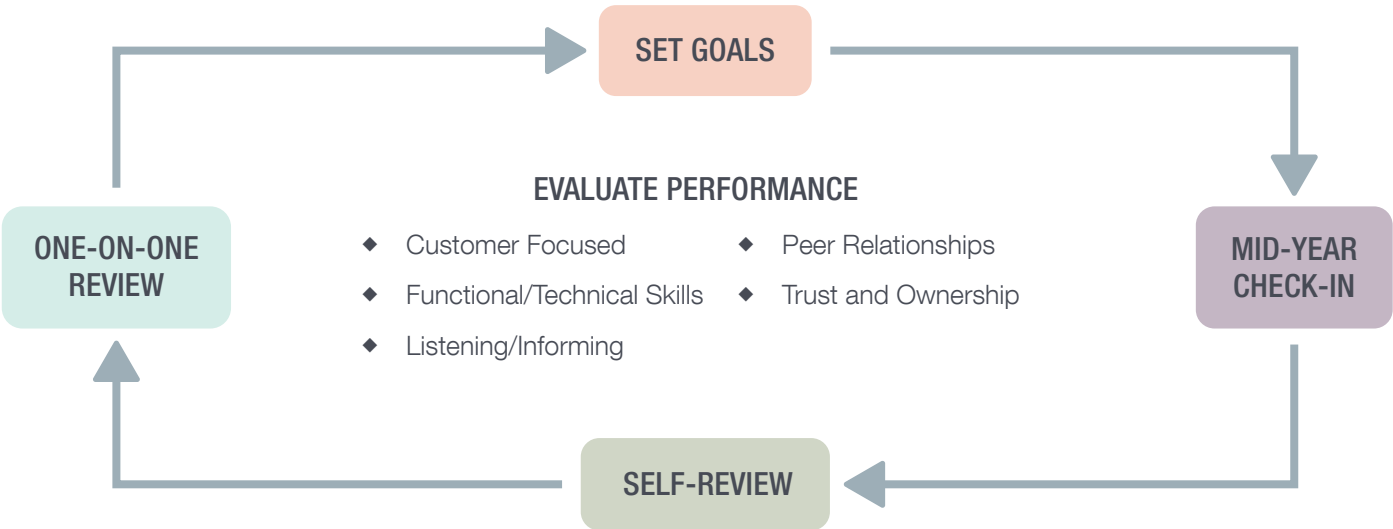 SET GOALS
EVALUATE PERFORMANCE
ONE-ON-ONE
REVIEW
◆ Customer Focused
◆ Functional/Technical Skills
◆ Listening/Informing
◆ Peer Relationships
◆ Trust and Ownership
MID-YEAR
CHECK-IN
SELF-REVIEW